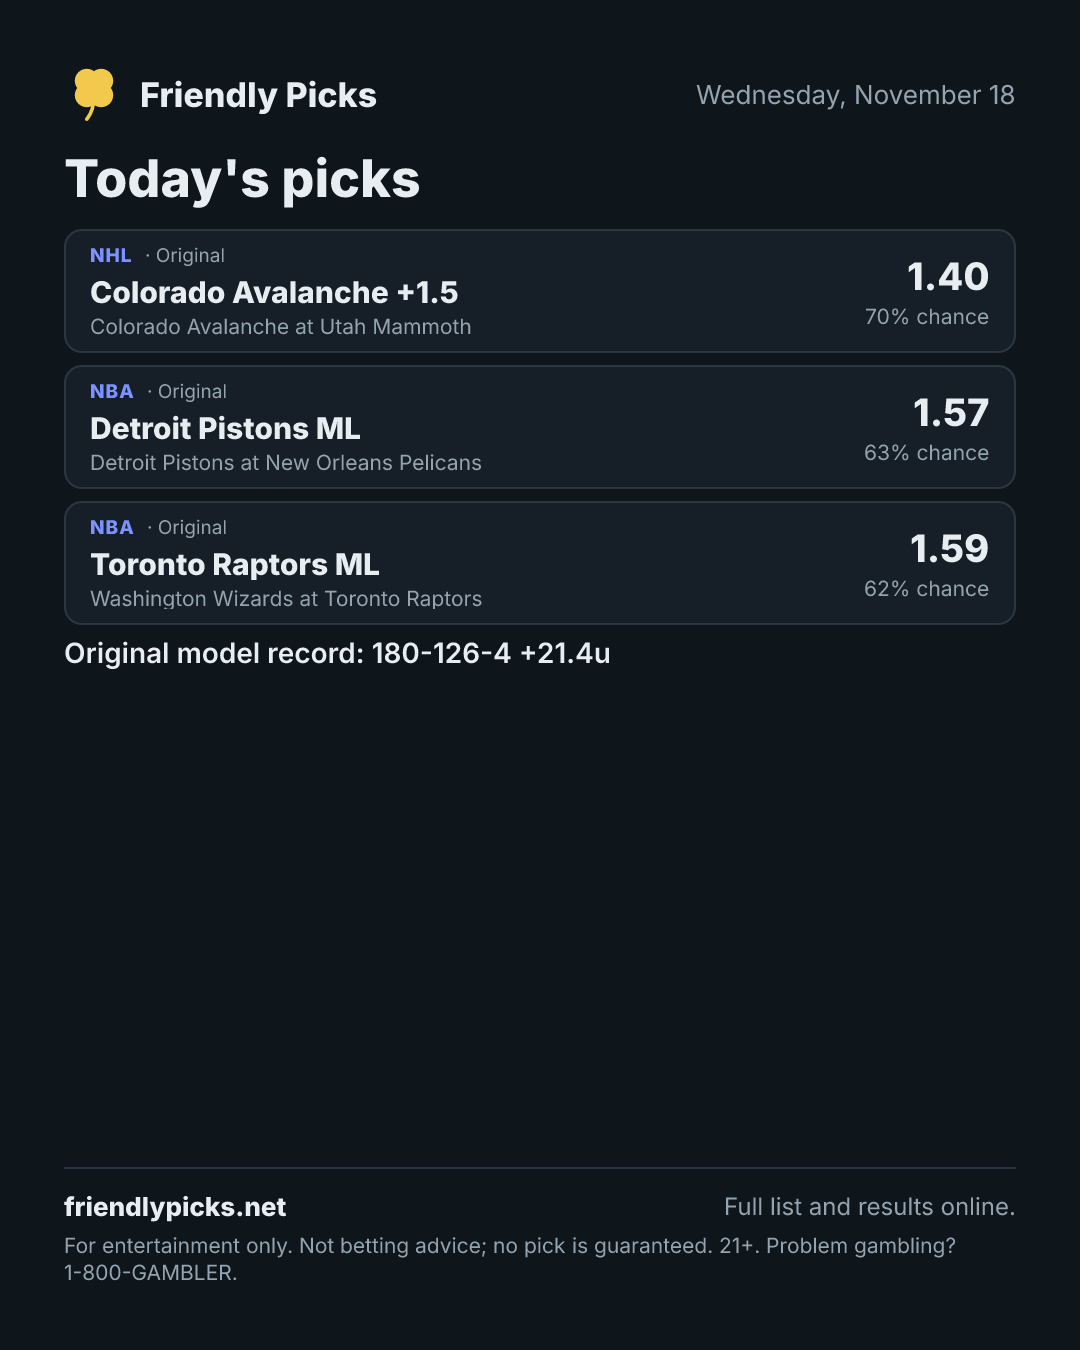 Friendly Picks
Wednesday, November 18
Today's picks
NHL · Original
Colorado Avalanche +1.5
Colorado Avalanche at Utah Mammoth
1.40
70% chance
NBA · Original
Detroit Pistons ML
Detroit Pistons at New Orleans Pelicans
1.57
63% chance
NBA · Original
Toronto Raptors ML
Washington Wizards at Toronto Raptors
1.59
62% chance
Original model record: 180-126-4 +21.4u
friendlypicks.net
Full list and results online.
For entertainment only. Not betting advice; no pick is guaranteed. 21+. Problem gambling?
1-800-GAMBLER.